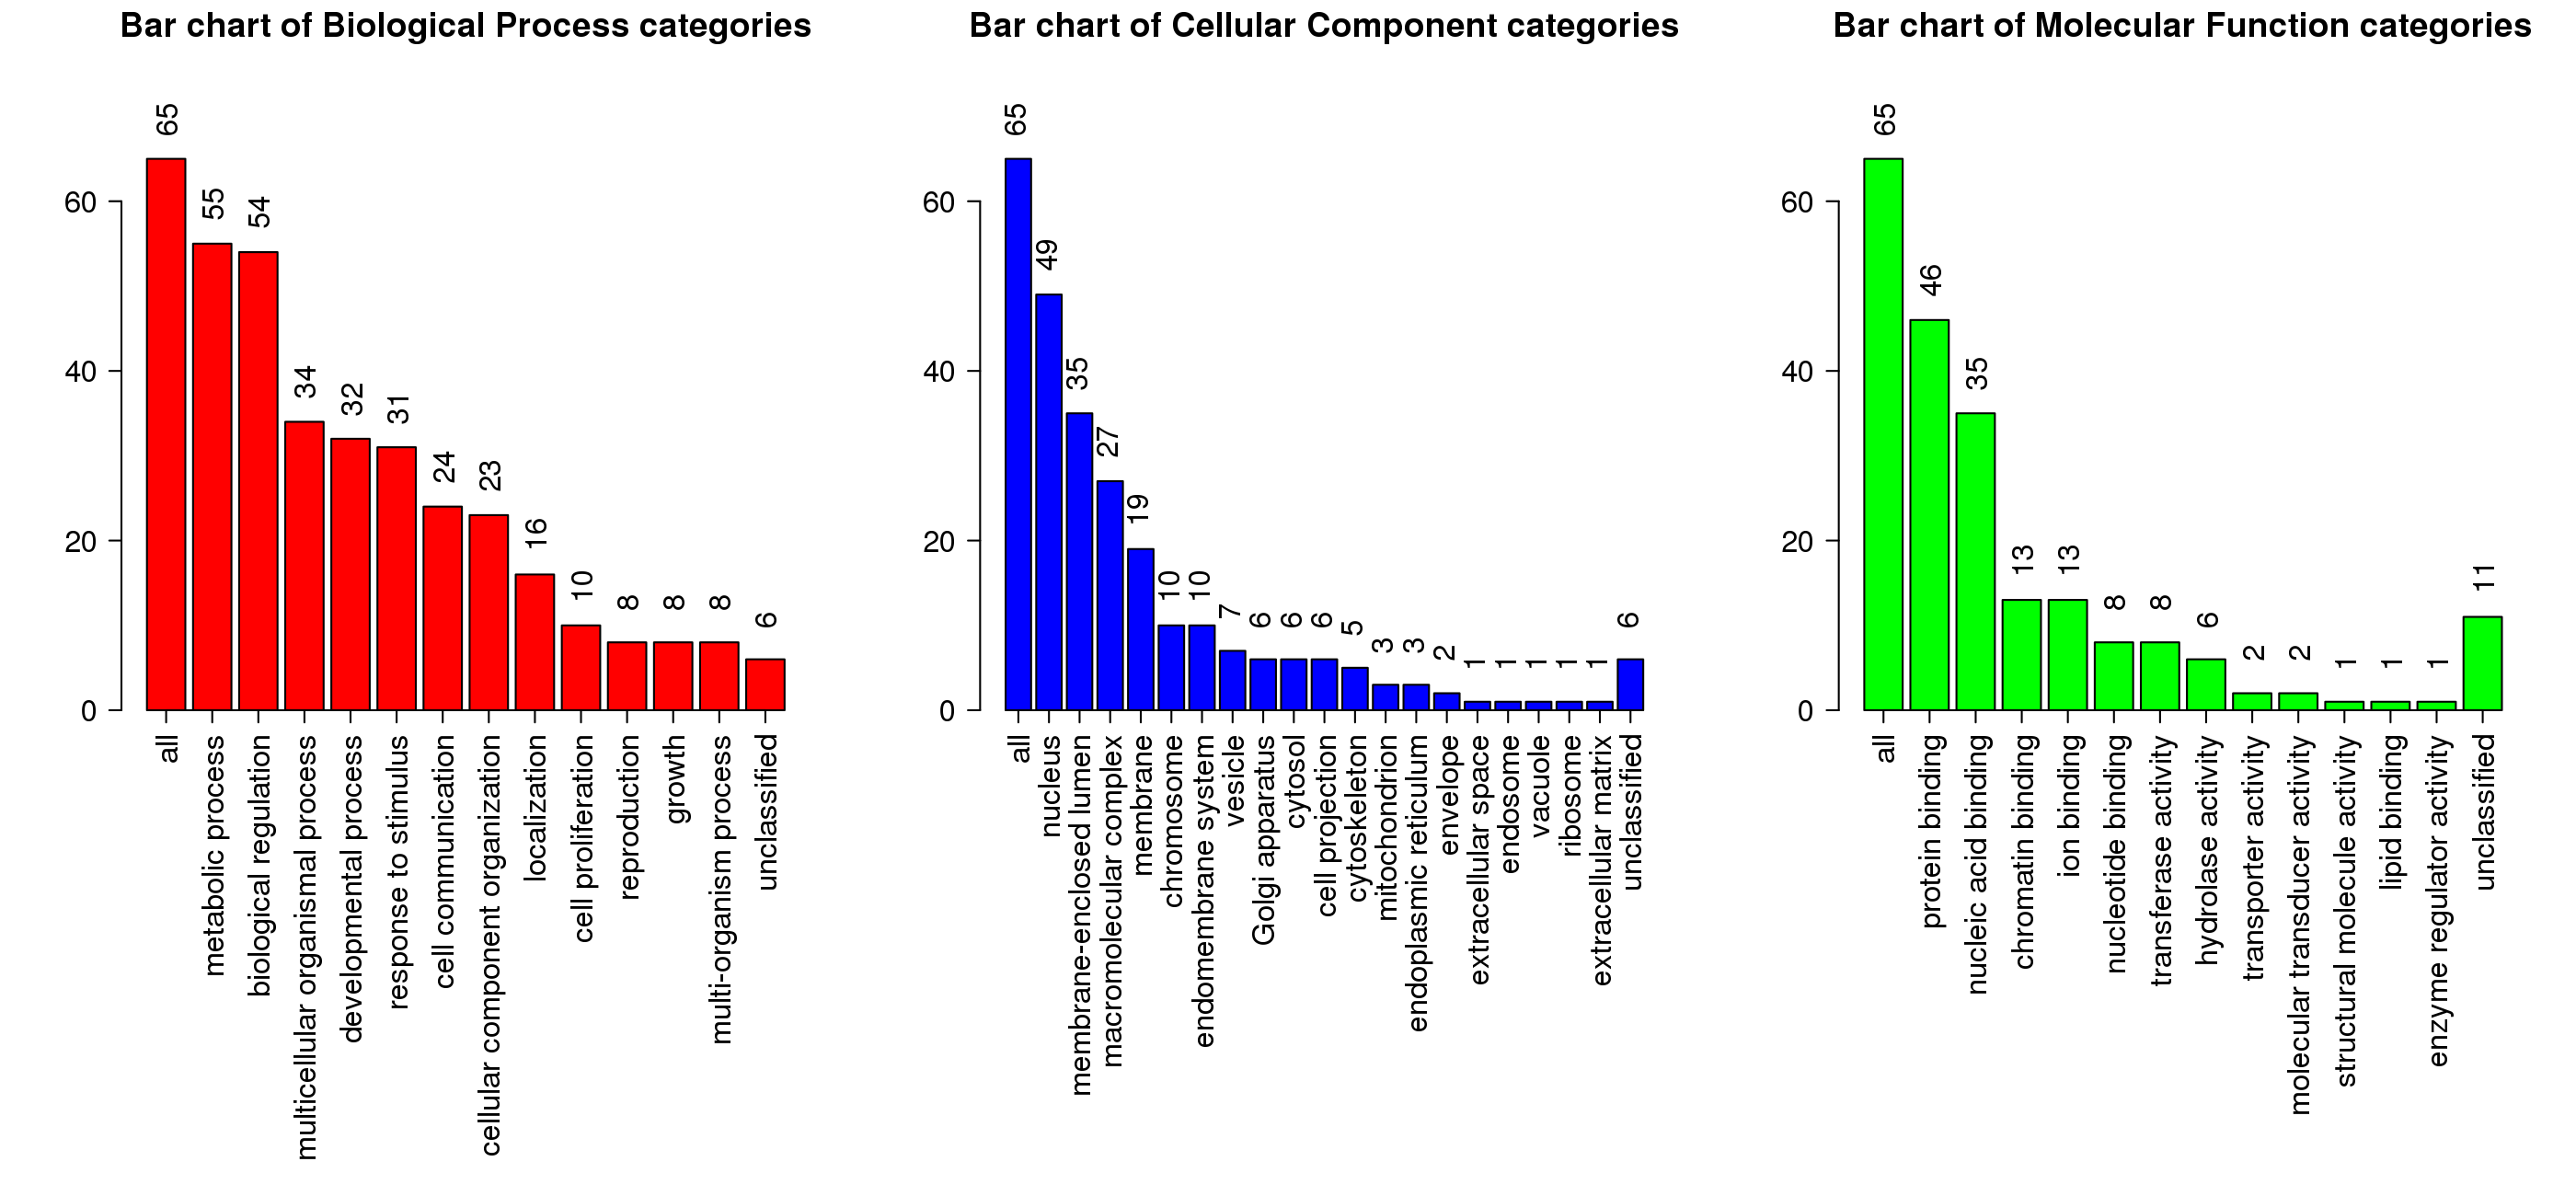 Bar chart of Biological Process categories
65
55
54
34
32
31
24
23
16
10
8
8
8
6
60
40
20
0
all
metabolic process
biological regulation
multicellular organismal process
developmental process
response to stimulus
cell communication
cellular component organization
localization
cell proliferation
reproduction
growth
multi-organism process
unclassified
Bar chart of Cellular Component categories
65
49
35
27
19
10
10
7
6
6
6
5
3
3
2
1
1
1
1
1
6
60
40
20
0
all
nucleus
membrane-enclosed lumen
macromolecular complex
membrane
chromosome
endomembrane system
vesicle
Golgi apparatus
cytosol
cell projection
cytoskeleton
mitochondrion
endoplasmic reticulum
envelope
extracellular space
endosome
vacuole
ribosome
extracellular matrix
unclassified
Bar chart of Molecular Function categories
65
46
35
13
13
8
8
6
2
2
1
1
1
11
60
40
20
0
all
protein binding
nucleic acid binding
chromatin binding
ion binding
nucleotide binding
transferase activity
hydrolase activity
transporter activity
molecular transducer activity
structural molecule activity
lipid binding
enzyme regulator activity
unclassified